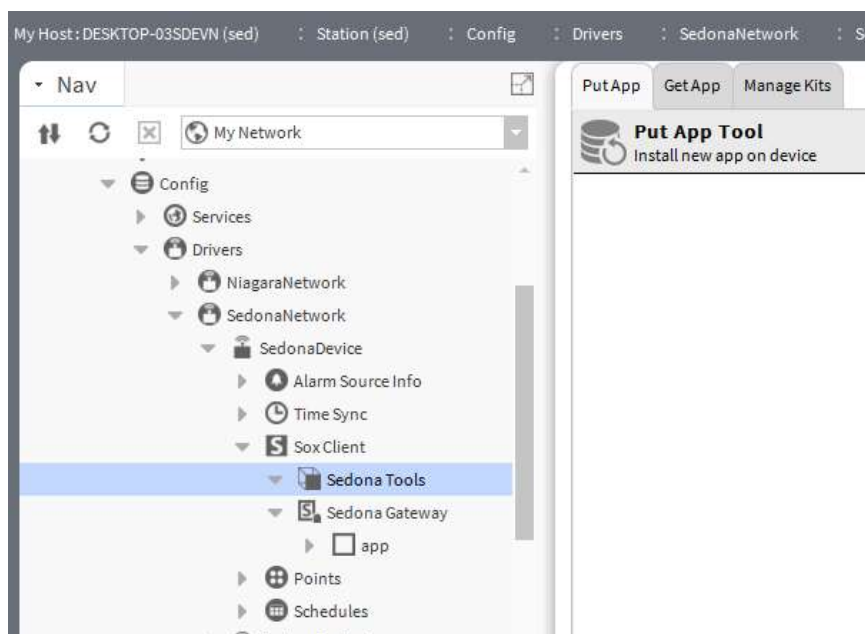 My Host : DESKTOP-03SDEVN (sed) : Station (sed) : Config : Drivers : SedonaNetwork : S
Nav
My Network
Config
Services
Drivers
NiagaraNetwork
SedonaNetwork
SedonaDevice
Alarm Source Info
Time Sync
Sox Client
Sedona Tools
Sedona Gateway
app
Points
Schedules
Put App Get App Manage Kits
Put App Tool
Install new app on device